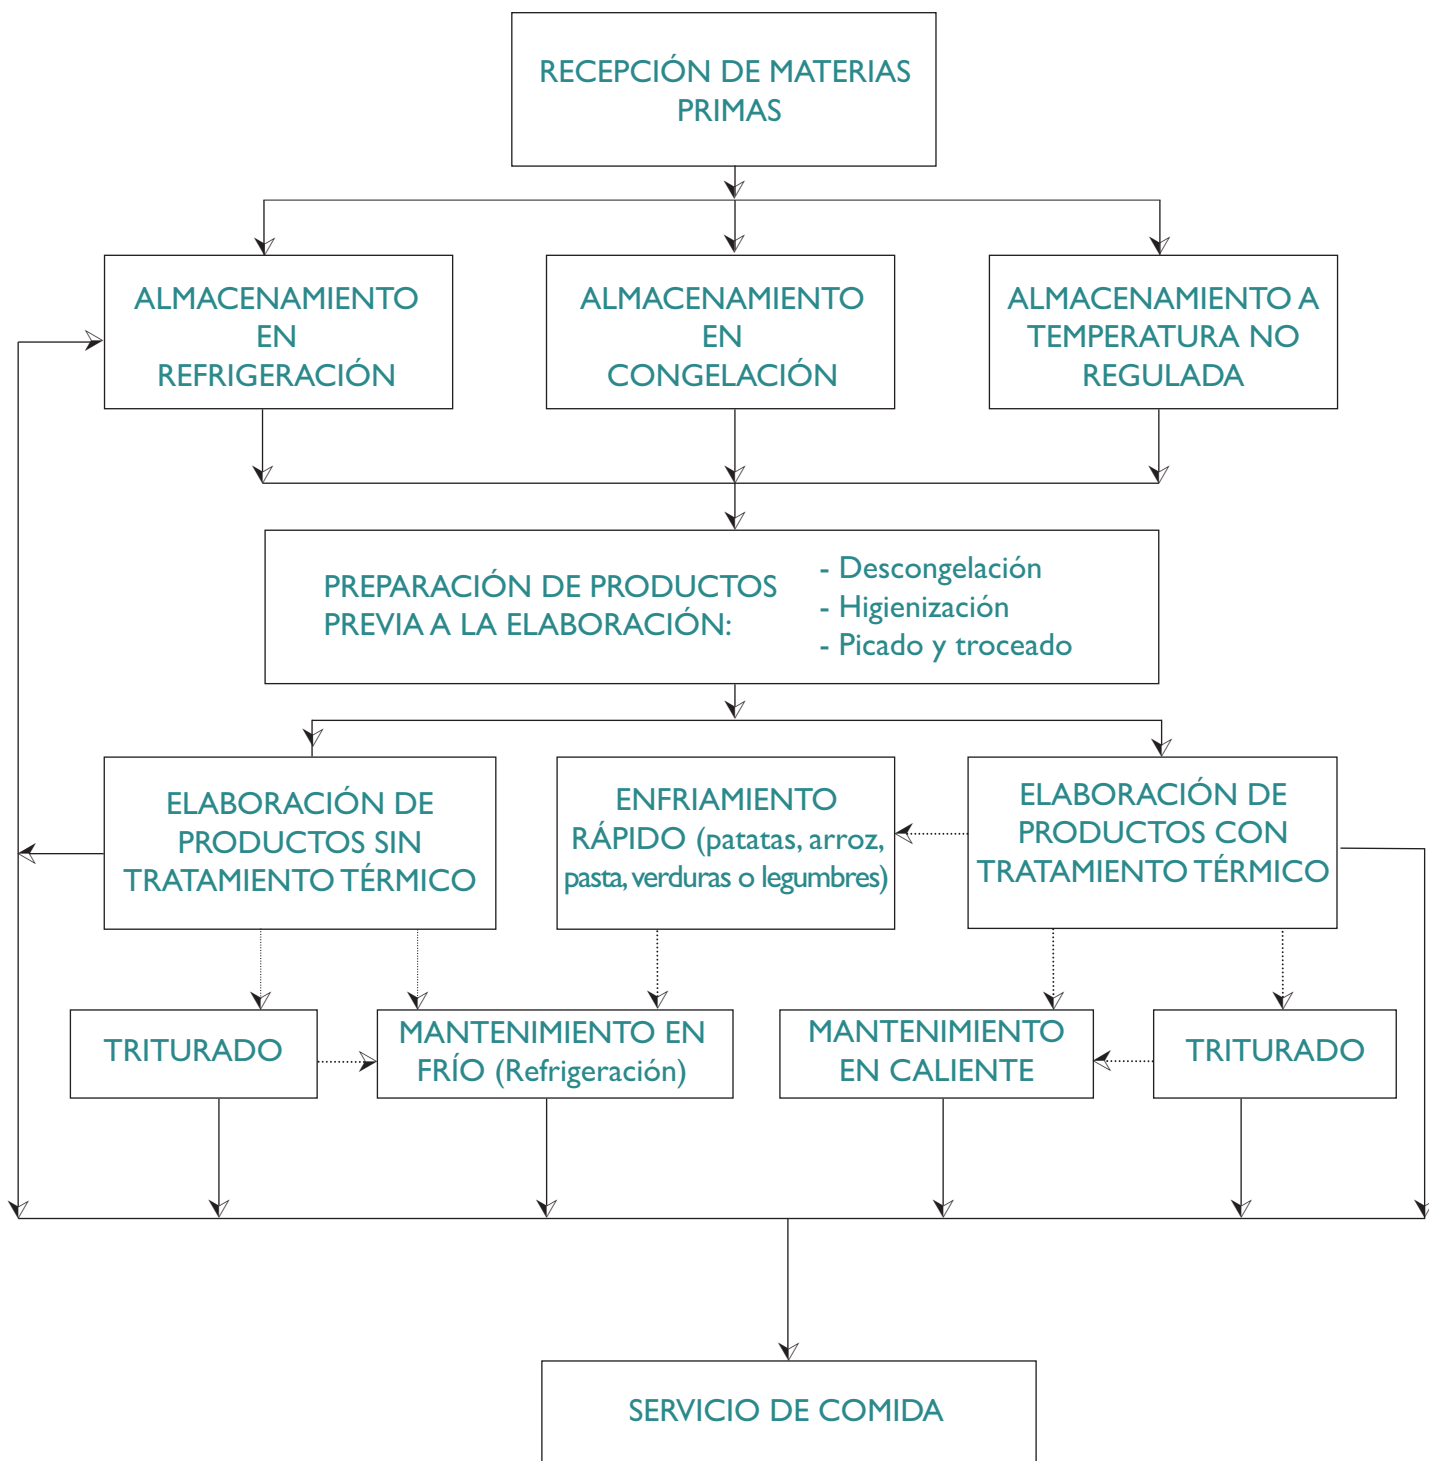 RECEPCIÓN DE MATERIAS
PRIMAS
ALMACENAMIENTO
EN
REFRIGERACIÓN
ALMACENAMIENTO
EN
CONGELACIÓN
ALMACENAMIENTO A
TEMPERATURA NO
REGULADA
PREPARACIÓN DE PRODUCTOS
PREVIA A LA ELABORACIÓN:
- Descongelación
- Higienización
- Picado y troceado
ELABORACIÓN DE
PRODUCTOS SIN
TRATAMIENTO TÉRMICO
ENFRIAMIENTO
RÁPIDO (patatas, arroz,
pasta, verduras o legumbres)
ELABORACIÓN DE
PRODUCTOS CON
TRATAMIENTO TÉRMICO
TRITURADO
MANTENIMIENTO EN
FRÍO (Refrigeración)
MANTENIMIENTO
EN CALIENTE
TRITURADO
SERVICIO DE COMIDA